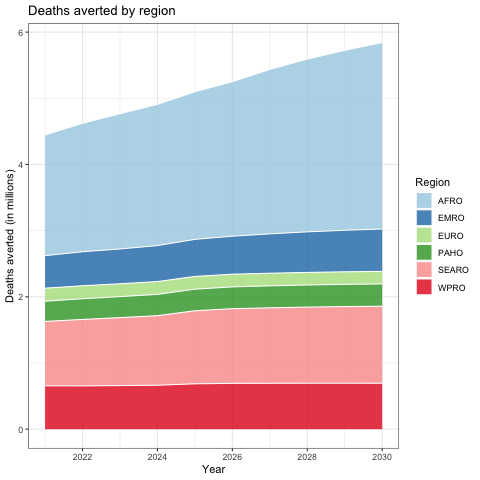 Deaths averted by region
Deaths averted (in millions)
6
4
2
0
2022 2024 2026 2028 2030
Year
Region
AFRO
EMRO
EURO
PAHO
SEARO
WPRO